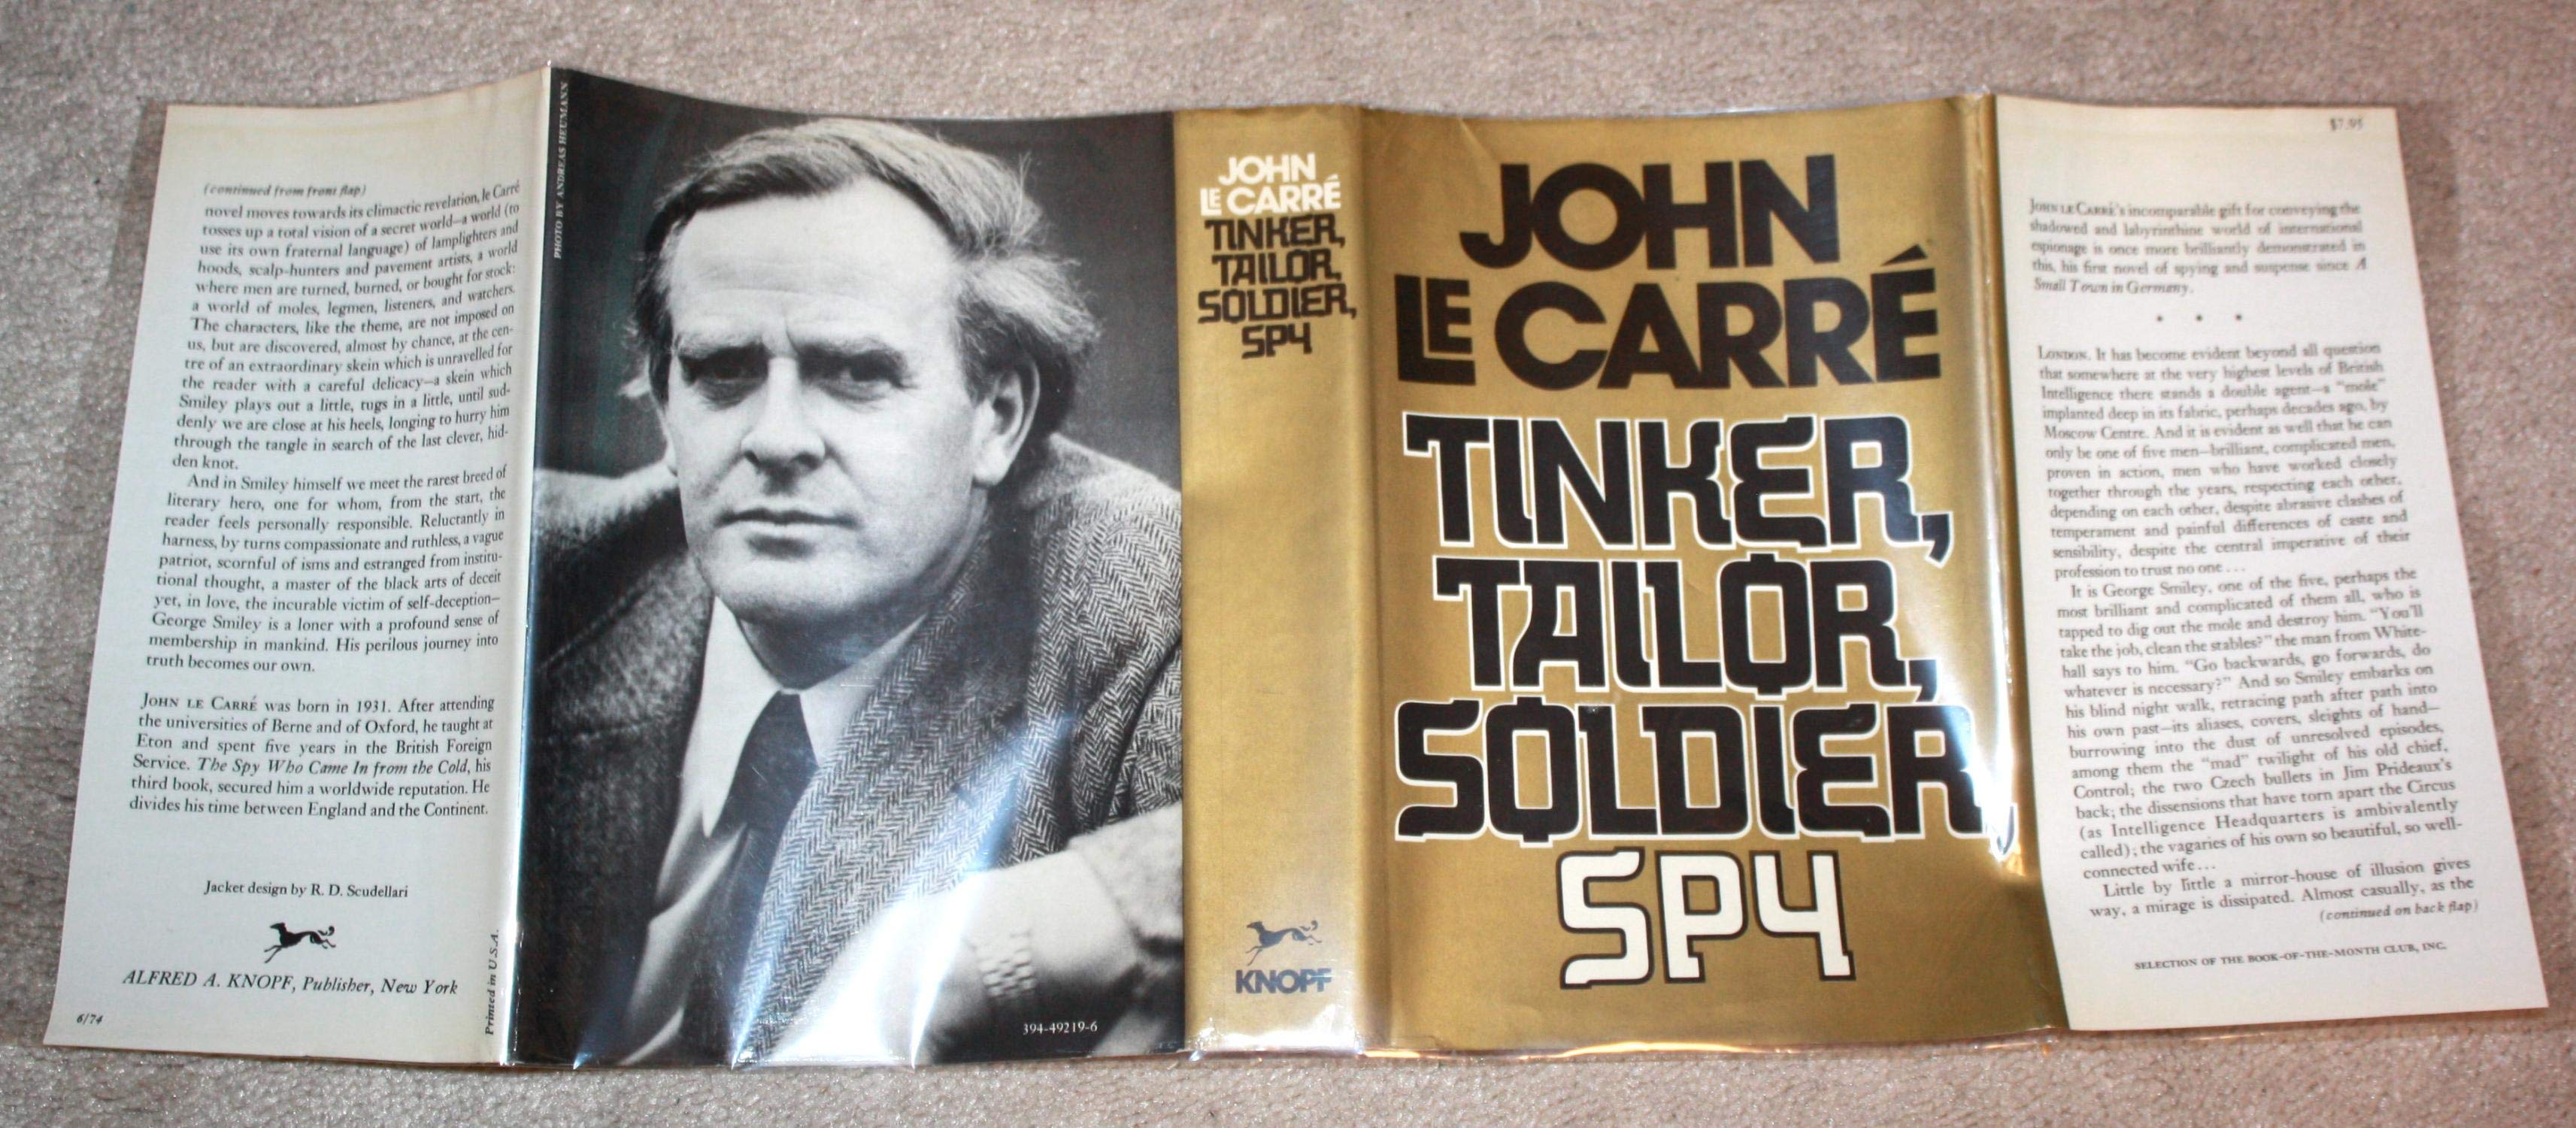 (continued from front flap)
novel moves towards its climactic revelation, le Carré
tosses up a total vision of a secret world—a world (to
use its own fraternal language) of lamplighters and
hoods, scalp-hunters and pavement artists, a world
where men are turned, burned, or bought for stock:
a world of moles, legmen, listeners, and watchers.
The characters, like the theme, are not imposed on
us, but are discovered, almost by chance, at the cen-
tre of an extraordinary skein which is unravelled for
the reader with a careful delicacy—a skein which
Smiley plays out a little, tugs in a little, until sud-
denly we are close at his heels, longing to hurry him
through the tangle in search of the last clever, hid-
den knot.
And in Smiley himself we meet the rarest breed of
literary hero, one for whom, from the start, the
reader feels personally responsible. Reluctantly in
harness, by turns compassionate and ruthless, a vague
patriot, scornful of isms and estranged from institu-
tional thought, a master of the black arts of deceit
yet, in love, the incurable victim of self-deception—
George Smiley is a loner with a profound sense of
membership in mankind. His perilous journey into
truth becomes our own.
JOHN LE CARRÉ was born in 1931. After attending
the universities of Berne and of Oxford, he taught at
Eton and spent five years in the British Foreign
Service. The Spy Who Came In from the Cold, his
third book, secured him a worldwide reputation. He
divides his time between England and the Continent.
Jacket design by R. D. Scudellari
ALFRED A. KNOPF, Publisher, New York
6/74
Printed in U.S.A.
PHOTO BY ANDREAS HEUMANN
394-49219-6
JOHN
LE CARRÉ
TINKER,
TAILOR,
SOLDIER,
SPY
KNOPF
JOHN
LE CARRÉ
TINKER,
TAILOR,
SOLDIER,
SPY
$7.95
JOHN LE CARRÉ's incomparable gift for conveying the
shadowed and labyrinthine world of international
espionage is once more brilliantly demonstrated in
this, his first novel of spying and suspense since A
Small Town in Germany.
• • •
LONDON. It has become evident beyond all question
that somewhere at the very highest levels of British
Intelligence there stands a double agent—a "mole"
implanted deep in its fabric, perhaps decades ago, by
Moscow Centre. And it is evident as well that he can
only be one of five men—brilliant, complicated men,
proven in action, men who have worked closely
together through the years, respecting each other,
depending on each other, despite abrasive clashes of
temperament and painful differences of caste and
sensibility, despite the central imperative of their
profession to trust no one . . .
It is George Smiley, one of the five, perhaps the
most brilliant and complicated of them all, who is
tapped to dig out the mole and destroy him. "You'll
take the job, clean the stables?" the man from White-
hall says to him. "Go backwards, go forwards, do
whatever is necessary?" And so Smiley embarks on
his blind night walk, retracing path after path into
his own past—its aliases, covers, sleights of hand—
burrowing into the dust of unresolved episodes,
among them the "mad" twilight of his old chief,
Control; the two Czech bullets in Jim Prideaux's
back; the dissensions that have torn apart the Circus
(as Intelligence Headquarters is ambivalently
called); the vagaries of his own so beautiful, so well-
connected wife . . .
Little by little a mirror-house of illusion gives
way, a mirage is dissipated. Almost casually, as the
(continued on back flap)
SELECTION OF THE BOOK-OF-THE-MONTH CLUB, INC.